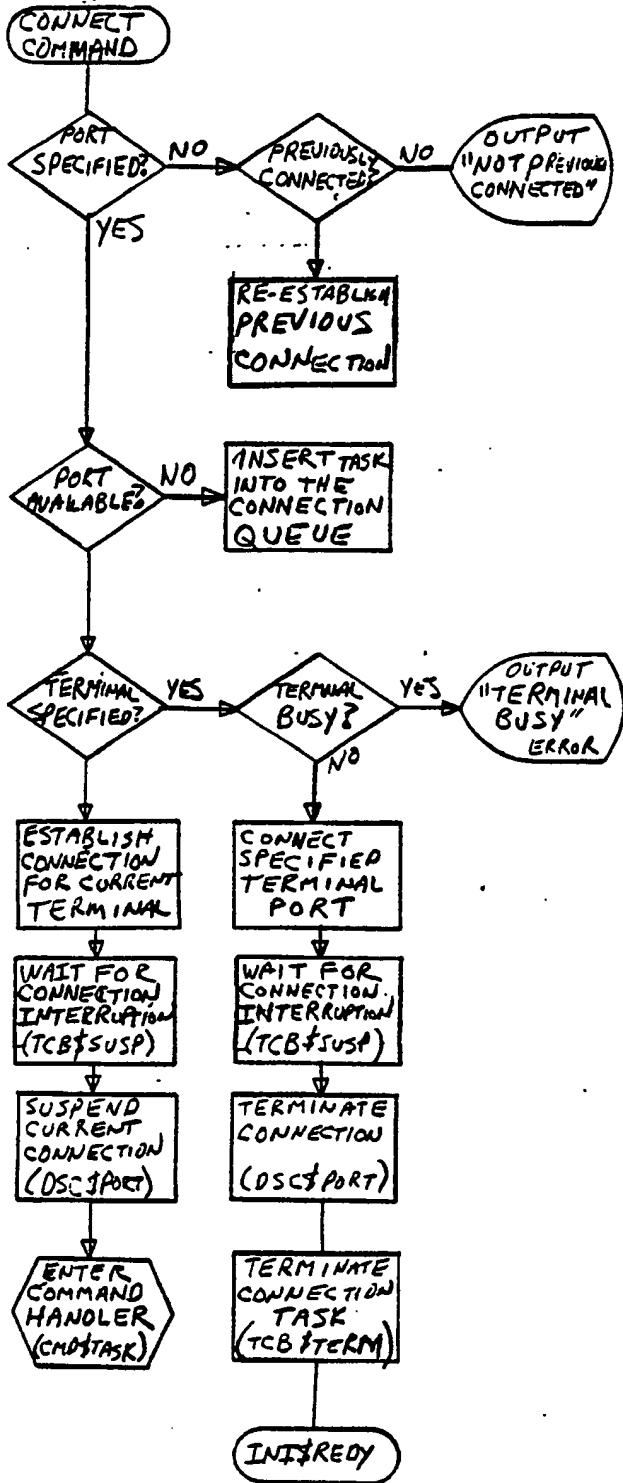 CONNECT
COMMAND
PORT
SPECIFIED?
NO
PREVIOUSLY
CONNECTED?
NO
OUTPUT
"NOT PREVIOUS
CONNECTED"
YES
RE-ESTABLISH
PREVIOUS
CONNECTION
PORT
AVAILABLE?
NO
INSERT TASK
INTO THE
CONNECTION
QUEUE
TERMINAL
SPECIFIED?
YES
TERMINAL
BUSY?
YES
OUTPUT
"TERMINAL
BUSY"
ERROR
NO
ESTABLISH
CONNECTION
FOR CURRENT
TERMINAL
CONNECT
SPECIFIED
TERMINAL
PORT
WAIT FOR
CONNECTION
INTERRUPTION
(TCB$SUSP)
WAIT FOR
CONNECTION
INTERRUPTION
(TCB$SUSP)
SUSPEND
CURRENT
CONNECTION
(DSC$PORT)
TERMINATE
CONNECTION
(DSC$PORT)
ENTER
COMMAND
HANDLER
(CMD$TASK)
TERMINATE
CONNECTION
TASK
(TCB$TERM)
INI$REDY